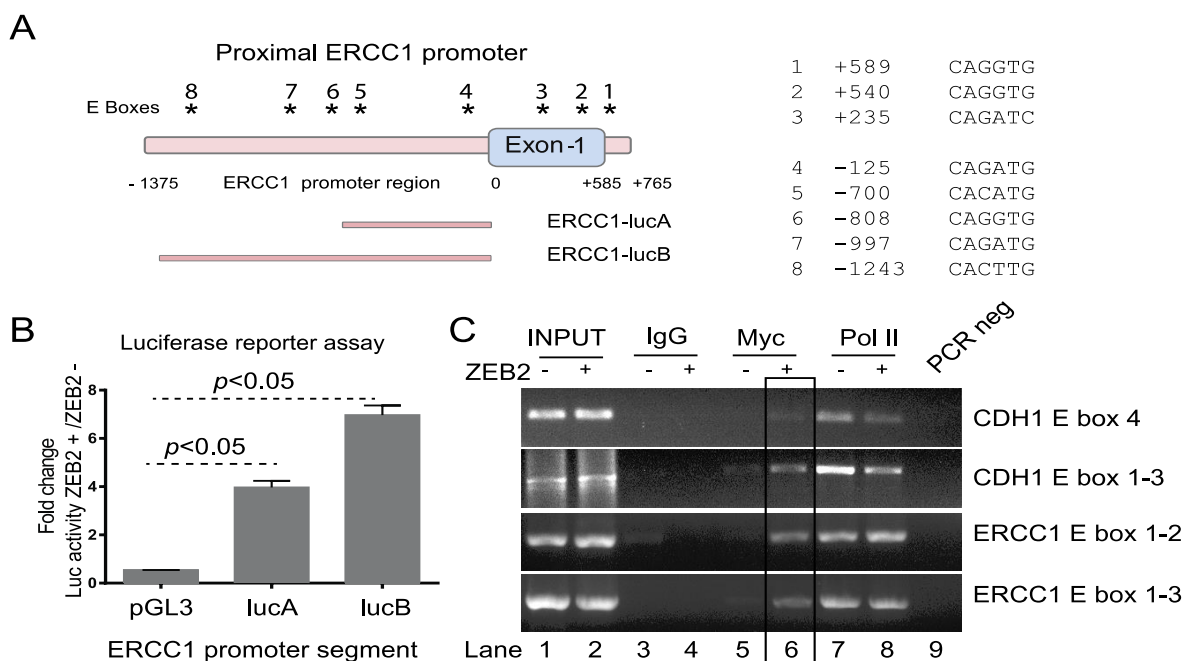 A
Proximal ERCC1 promoter
8 7 6 5 4 3 2 1
E Boxes * * * * * * * *
Exon-1
- 1375 ERCC1 promoter region 0 +585 +765
ERCC1-lucA
ERCC1-lucB
1 +589 CAGGTG
2 +540 CAGGTG
3 +235 CAGATC
4 −125 CAGATG
5 −700 CACATG
6 −808 CAGGTG
7 −997 CAGATG
8 −1243 CACTTG
B
Luciferase reporter assay
Fold change
Luc activity ZEB2 + /ZEB2 -
8
6
4
2
0
p<0.05
p<0.05
pGL3 lucA lucB
ERCC1 promoter segment
C
INPUT IgG Myc Pol II PCR neg
ZEB2 - + - + - + - +
CDH1 E box 4
CDH1 E box 1-3
ERCC1 E box 1-2
ERCC1 E box 1-3
Lane 1 2 3 4 5 6 7 8 9